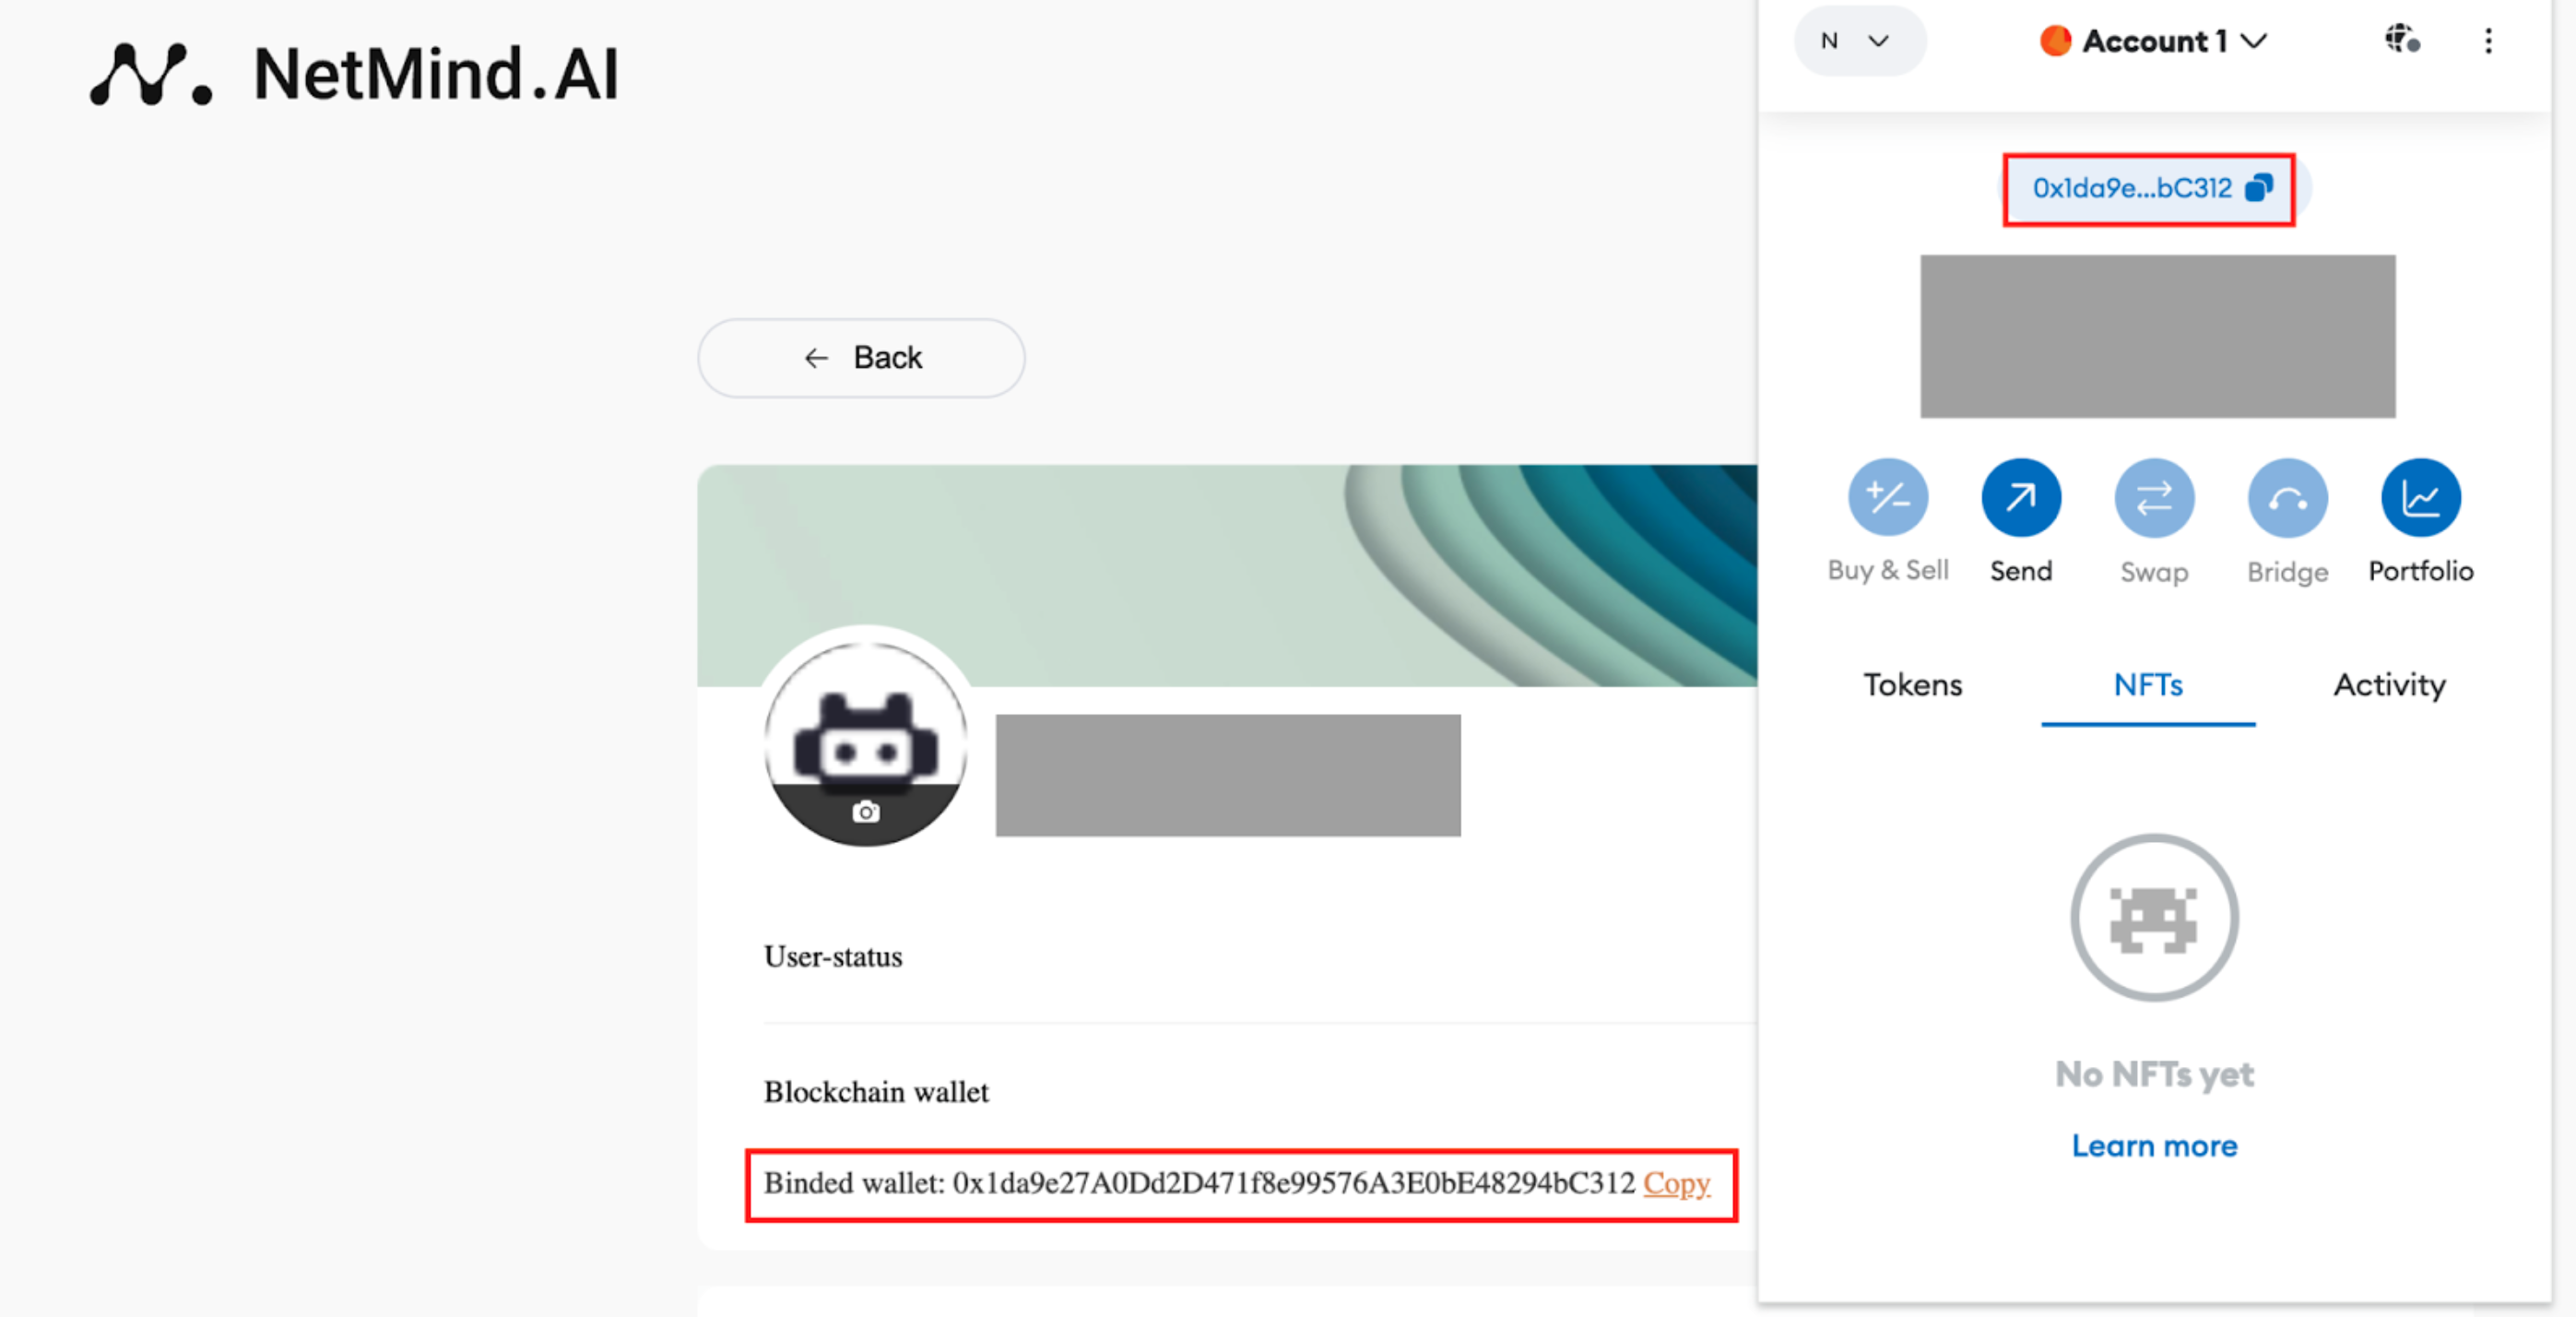 NetMind.AI
Back
User-status
Blockchain wallet
Binded wallet: 0x1da9e27A0Dd2D471f8e99576A3E0bE48294bC312 Copy
N
Account 1
0x1da9e...bC312
Buy & Sell
Send
Swap
Bridge
Portfolio
Tokens
NFTs
Activity
No NFTs yet
Learn more